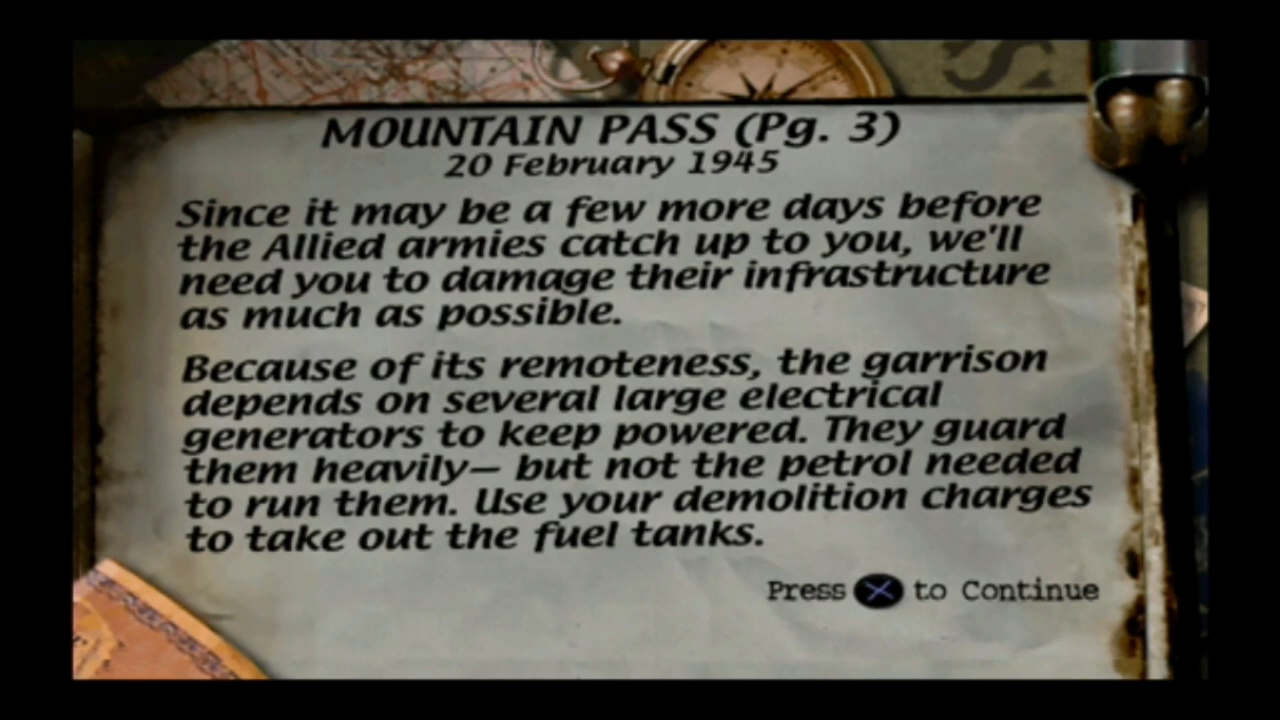 MOUNTAIN PASS (Pg. 3)
20 February 1945
Since it may be a few more days before
the Allied armies catch up to you, we'll
need you to damage their infrastructure
as much as possible.
Because of its remoteness, the garrison
depends on several large electrical
generators to keep powered. They guard
them heavily— but not the petrol needed
to run them. Use your demolition charges
to take out the fuel tanks.
Press X to Continue